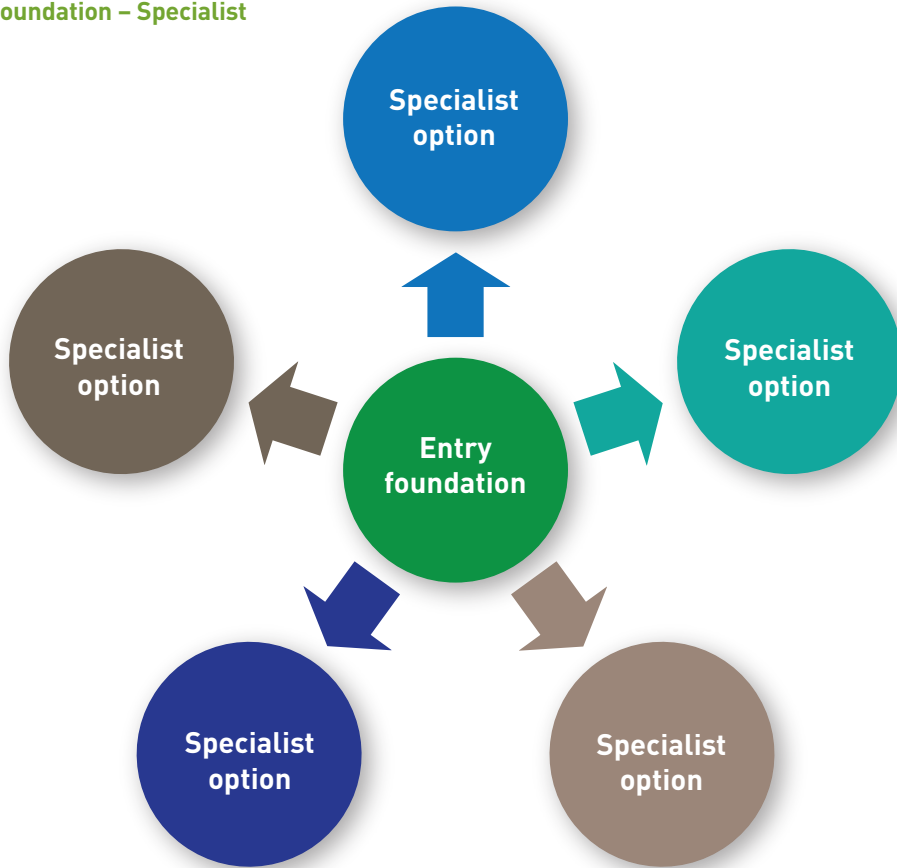 oundation – Specialist
Specialist
option
Specialist
option
Specialist
option
Entry
foundation
Specialist
option
Specialist
option